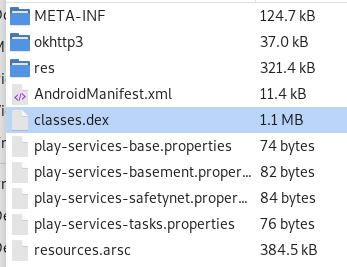 META-INF 124.7 kB
okhttp3 37.0 kB
res 321.4 kB
AndroidManifest.xml 11.4 kB
classes.dex 1.1 MB
play-services-base.properties 74 bytes
play-services-basement.proper... 82 bytes
play-services-safetynet.proper... 84 bytes
play-services-tasks.properties 76 bytes
resources.arsc 384.5 kB